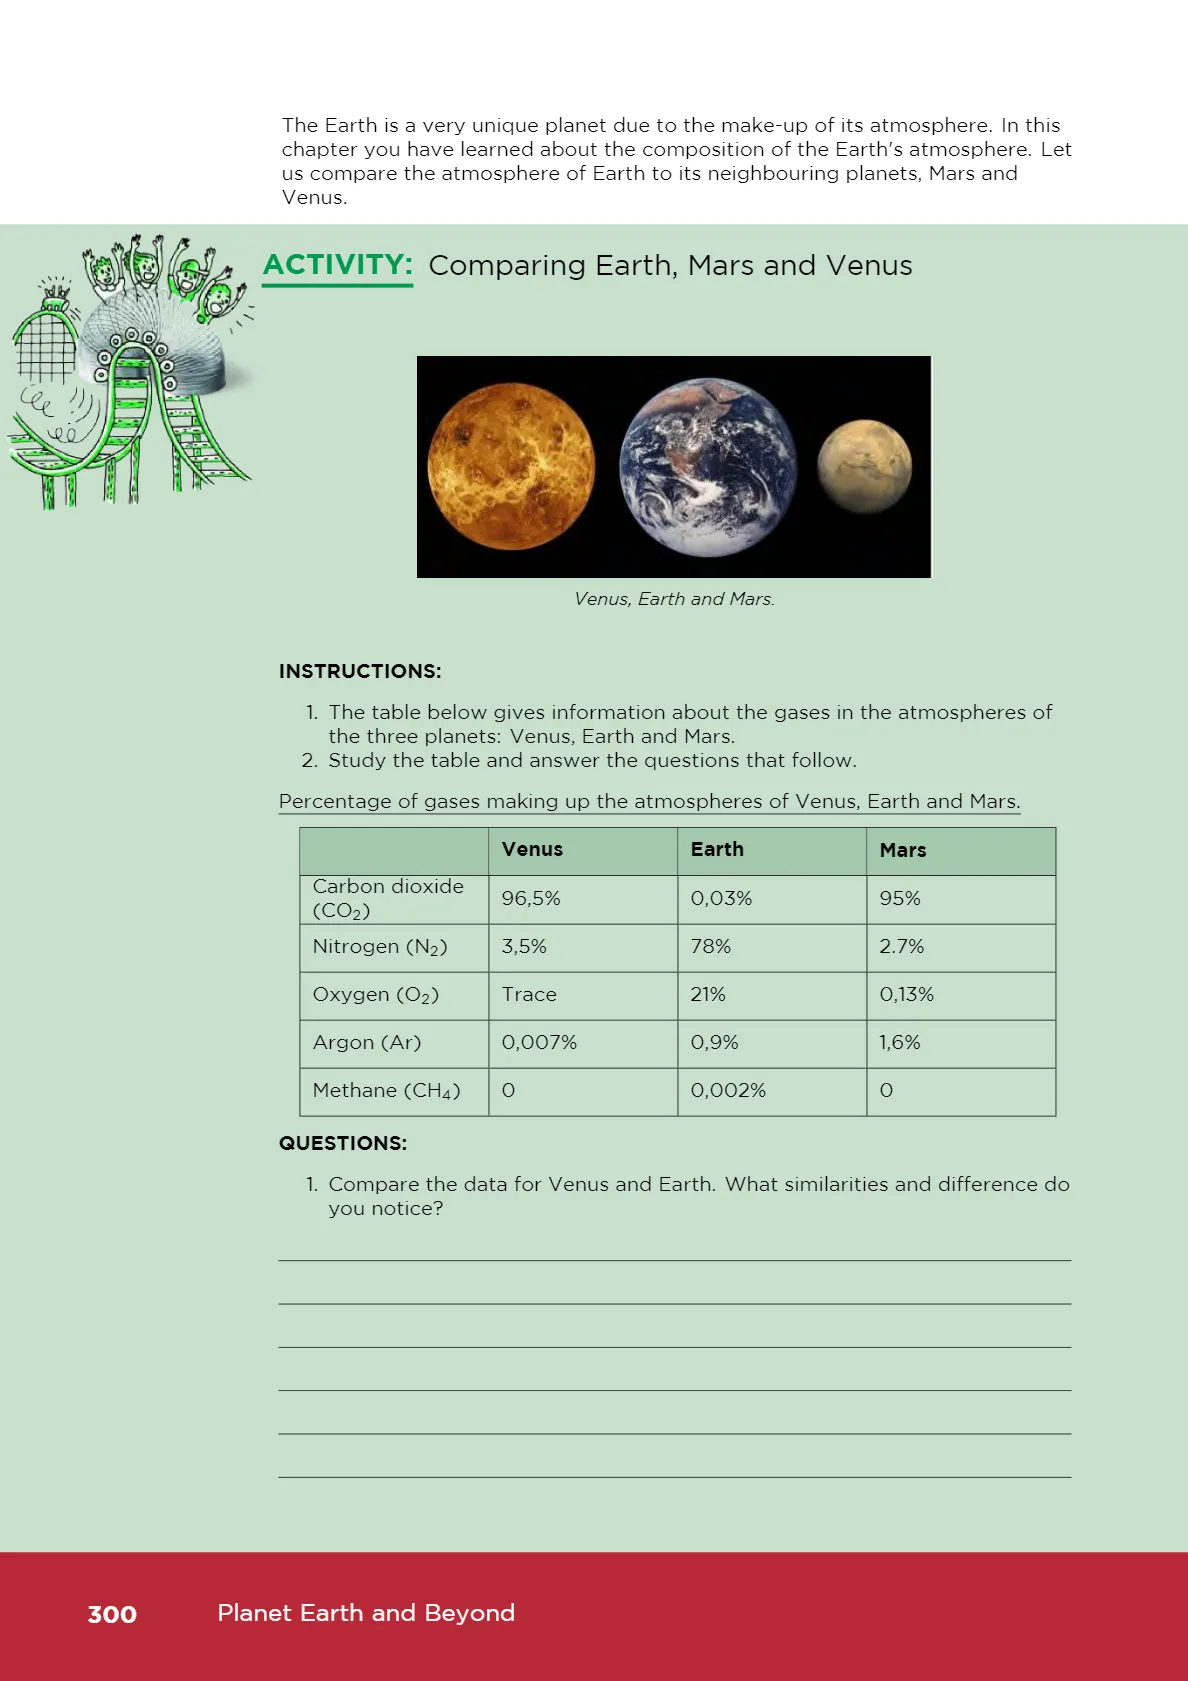 The Earth is a very unique planet due to the make-up of its atmosphere. In this
chapter you have learned about the composition of the Earth's atmosphere. Let
us compare the atmosphere of Earth to its neighbouring planets, Mars and
Venus.
ACTIVITY: Comparing Earth, Mars and Venus
Venus, Earth and Mars.
INSTRUCTIONS:
1. The table below gives information about the gases in the atmospheres of
the three planets: Venus, Earth and Mars.
2. Study the table and answer the questions that follow.
Percentage of gases making up the atmospheres of Venus, Earth and Mars.
Venus Earth Mars
Carbon dioxide
(CO₂) 96,5% 0,03% 95%
Nitrogen (N₂) 3,5% 78% 2.7%
Oxygen (O₂) Trace 21% 0,13%
Argon (Ar) 0,007% 0,9% 1,6%
Methane (CH₄) 0 0,002% 0
QUESTIONS:
1. Compare the data for Venus and Earth. What similarities and difference do
you notice?
300 Planet Earth and Beyond